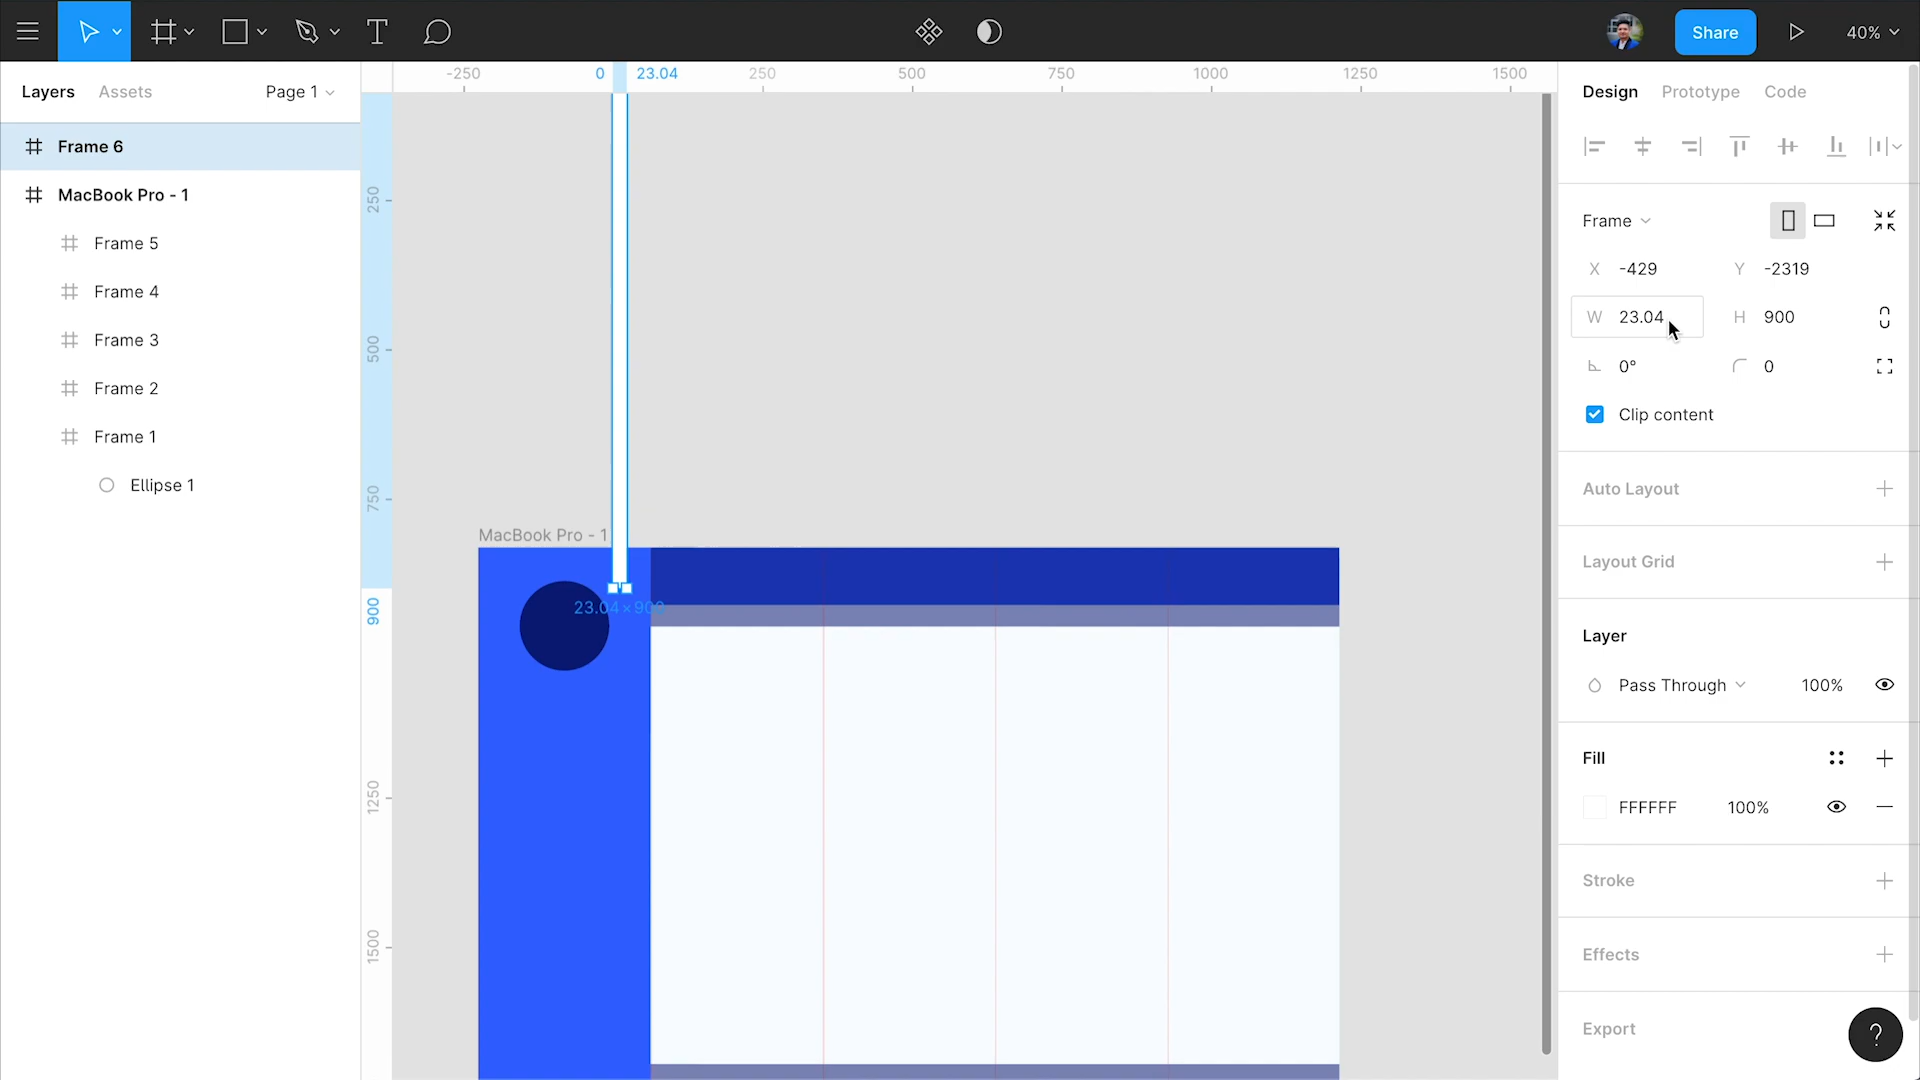 Share
40%
Layers
Assets
Page 1
-250
0
23.04
250
500
750
1000
1250
1500
Design
Prototype
Code
Frame 6
MacBook Pro - 1
Frame 5
Frame 4
Frame 3
Frame 2
Frame 1
Ellipse 1
250
500
750
900
1250
1500
MacBook Pro - 1
23.04 × 900
Frame
X -429 Y -2319
W 23.04 H 900
0° 0
Clip content
Auto Layout
Layout Grid
Layer
Pass Through 100%
Fill
FFFFFF 100%
Stroke
Effects
Export
?